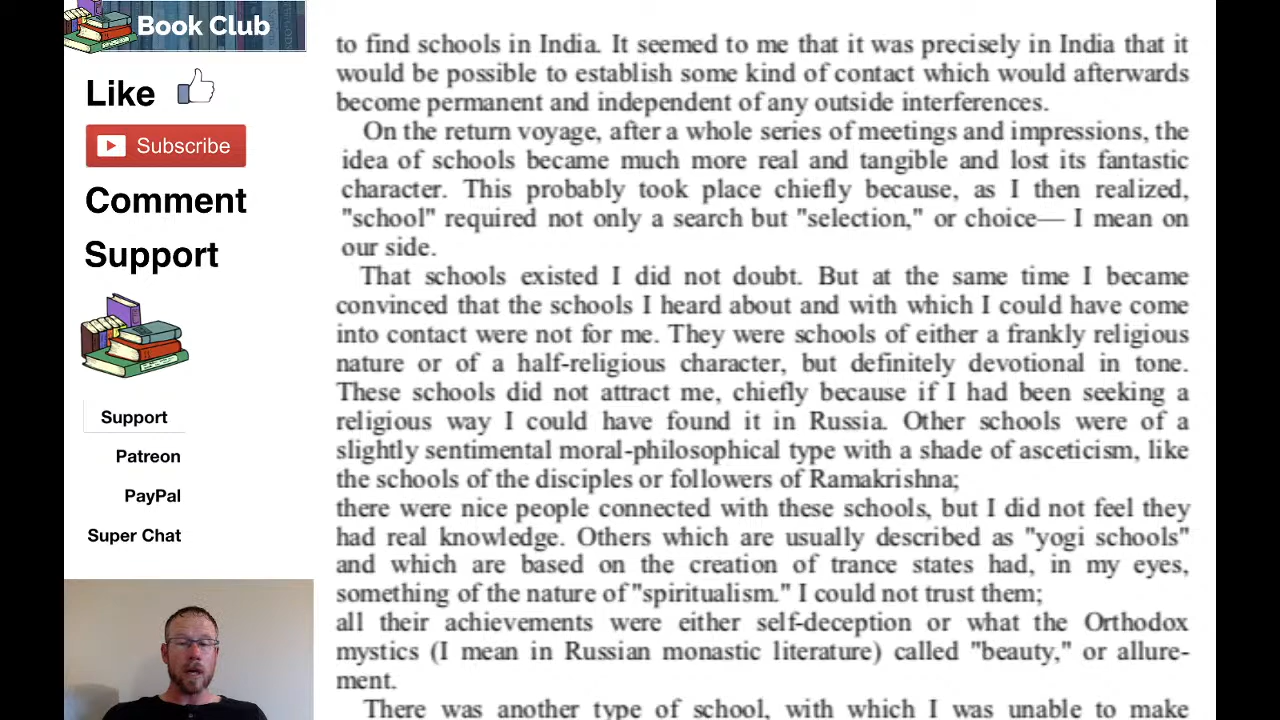 Book Club
Like
Subscribe
Comment
Support
Support
Patreon
PayPal
Super Chat
to find schools in India. It seemed to me that it was precisely in India that it
would be possible to establish some kind of contact which would afterwards
become permanent and independent of any outside interferences.
On the return voyage, after a whole series of meetings and impressions, the
idea of schools became much more real and tangible and lost its fantastic
character. This probably took place chiefly because, as I then realized,
"school" required not only a search but "selection," or choice— I mean on
our side.
That schools existed I did not doubt. But at the same time I became
convinced that the schools I heard about and with which I could have come
into contact were not for me. They were schools of either a frankly religious
nature or of a half-religious character, but definitely devotional in tone.
These schools did not attract me, chiefly because if I had been seeking a
religious way I could have found it in Russia. Other schools were of a
slightly sentimental moral-philosophical type with a shade of asceticism, like
the schools of the disciples or followers of Ramakrishna;
there were nice people connected with these schools, but I did not feel they
had real knowledge. Others which are usually described as "yogi schools"
and which are based on the creation of trance states had, in my eyes,
something of the nature of "spiritualism." I could not trust them;
all their achievements were either self-deception or what the Orthodox
mystics (I mean in Russian monastic literature) called "beauty," or allure-
ment.
There was another type of school, with which I was unable to make